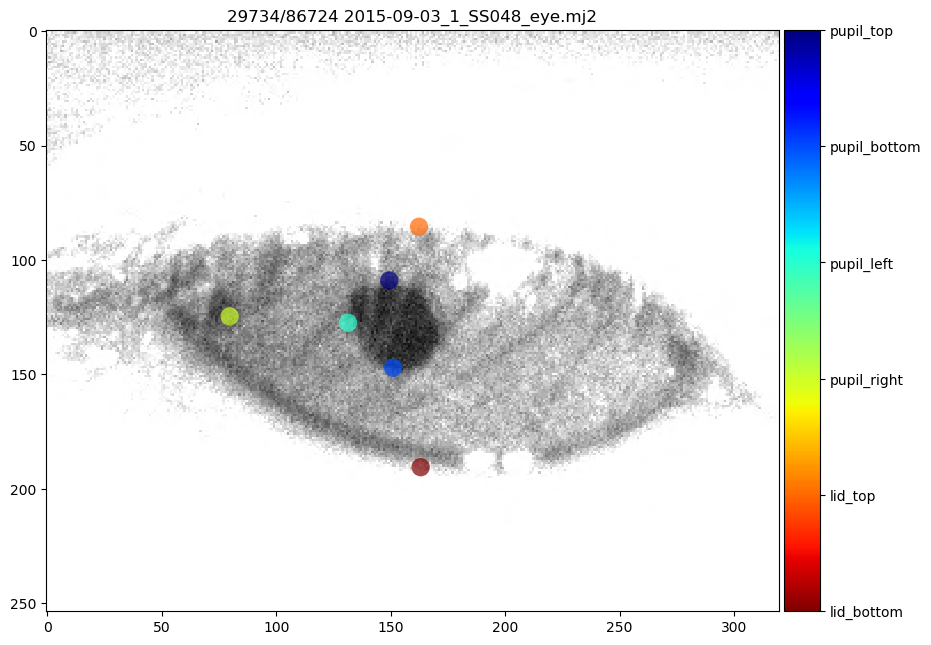 29734/86724 2015-09-03_1_SS048_eye.mj2
0
50
100
150
200
250
0
50
100
150
200
250
300
pupil_top
pupil_bottom
pupil_left
pupil_right
lid_top
lid_bottom